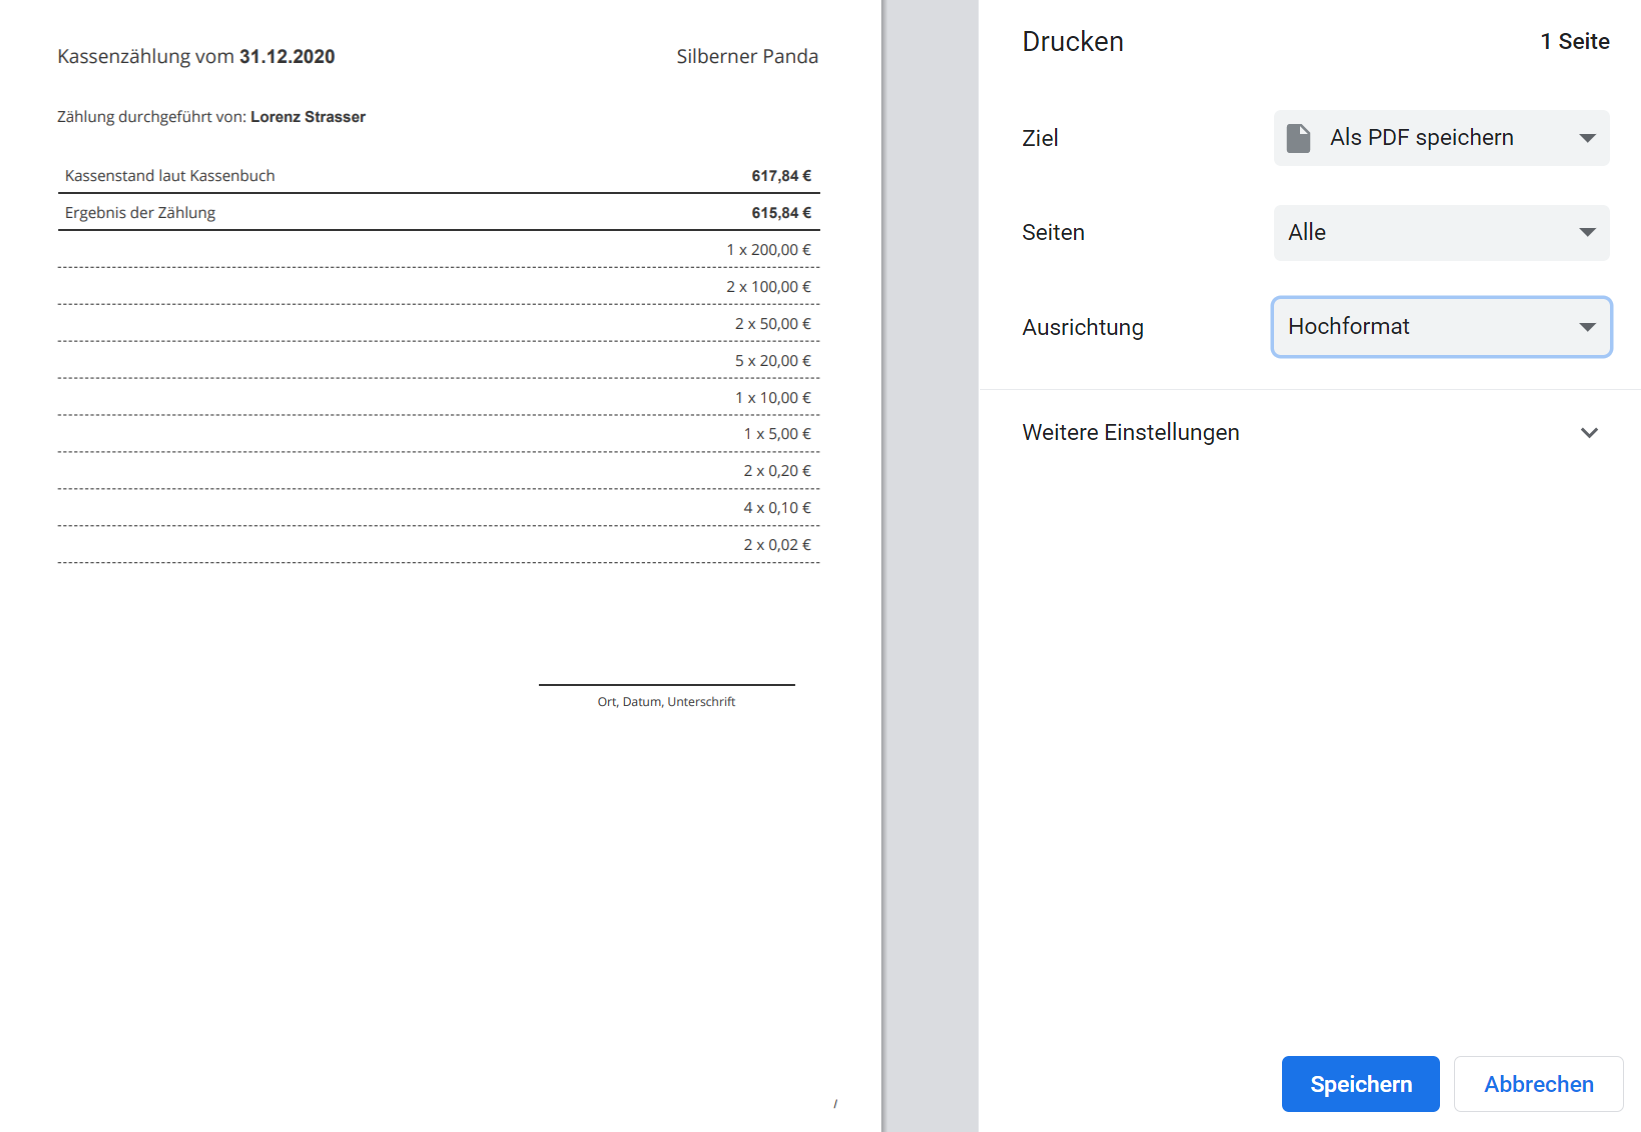 Kassenzählung vom 31.12.2020
Silberner Panda
Zählung durchgeführt von: Lorenz Strasser
Kassenstand laut Kassenbuch 617,84 €
Ergebnis der Zählung 615,84 €
1 x 200,00 €
2 x 100,00 €
2 x 50,00 €
5 x 20,00 €
1 x 10,00 €
1 x 5,00 €
2 x 0,20 €
4 x 0,10 €
2 x 0,02 €
Ort, Datum, Unterschrift
/
Drucken
1 Seite
Ziel
Als PDF speichern
Seiten
Alle
Ausrichtung
Hochformat
Weitere Einstellungen
Speichern
Abbrechen